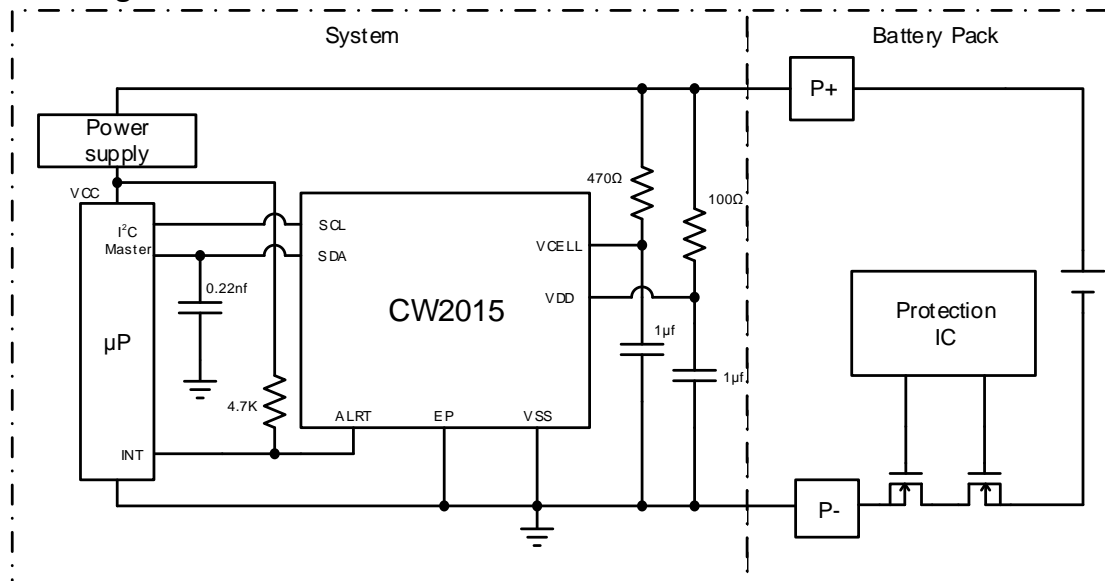 System
Battery Pack
P+
Power
supply
VCC
470Ω
100Ω
I²C
Master
SCL
SDA
VCELL
VDD
0.22nf
CW2015
Protection
IC
µP
1µf
1µf
4.7K
ALRT
EP
VSS
INT
P-